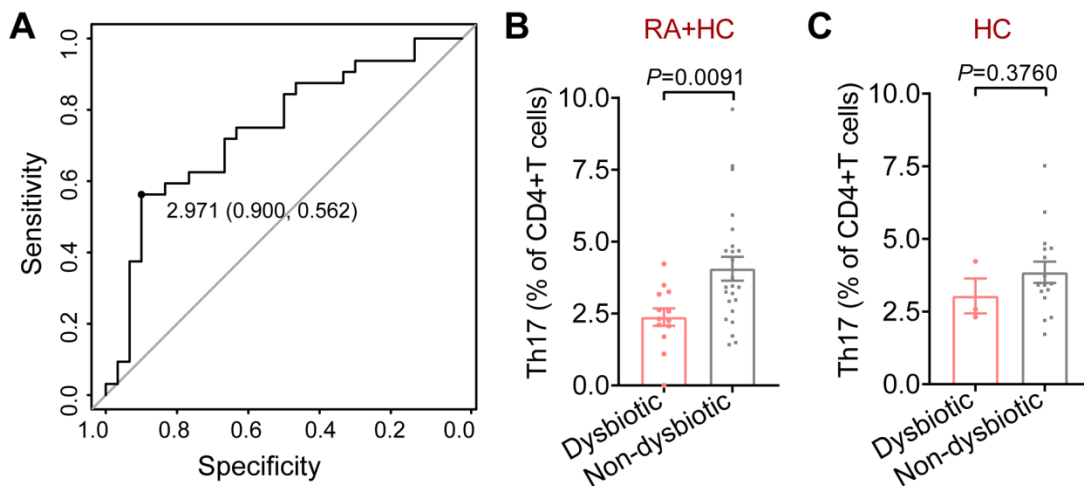 A
Sensitivity
1.0
0.8
0.6
0.4
0.2
0.0
2.971 (0.900, 0.562)
1.0 0.8 0.6 0.4 0.2 0.0
Specificity
B
RA+HC
P=0.0091
Th17 (% of CD4+T cells)
10.0
7.5
5.0
2.5
0.0
Dysbiotic
Non-dysbiotic
C
HC
P=0.3760
Th17 (% of CD4+T cells)
10.0
7.5
5.0
2.5
0.0
Dysbiotic
Non-dysbiotic